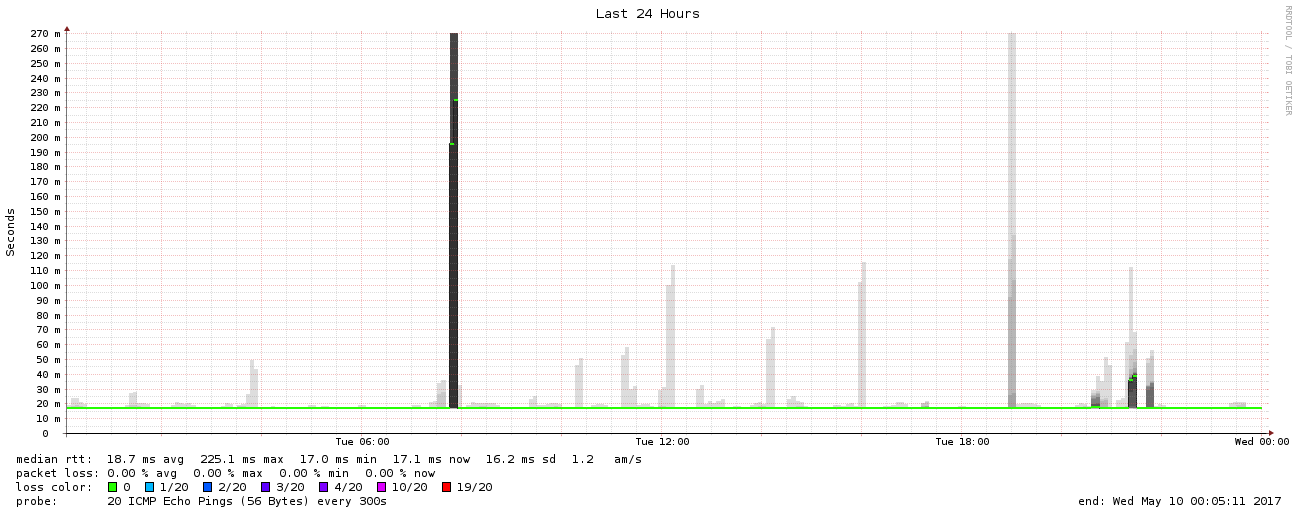 Last 24 Hours
RRDTOOL / TOBI OETIKER
Seconds
270 m
260 m
250 m
240 m
230 m
220 m
210 m
200 m
190 m
180 m
170 m
160 m
150 m
140 m
130 m
120 m
110 m
100 m
90 m
80 m
70 m
60 m
50 m
40 m
30 m
20 m
10 m
0
Tue 06:00 Tue 12:00 Tue 18:00 Wed 00:00
median rtt: 18.7 ms avg 225.1 ms max 17.0 ms min 17.1 ms now 16.2 ms sd 1.2 am/s
packet loss: 0.00 % avg 0.00 % max 0.00 % min 0.00 % now
loss color: 0 1/20 2/20 3/20 4/20 10/20 19/20
probe: 20 ICMP Echo Pings (56 Bytes) every 300s end: Wed May 10 00:05:11 2017